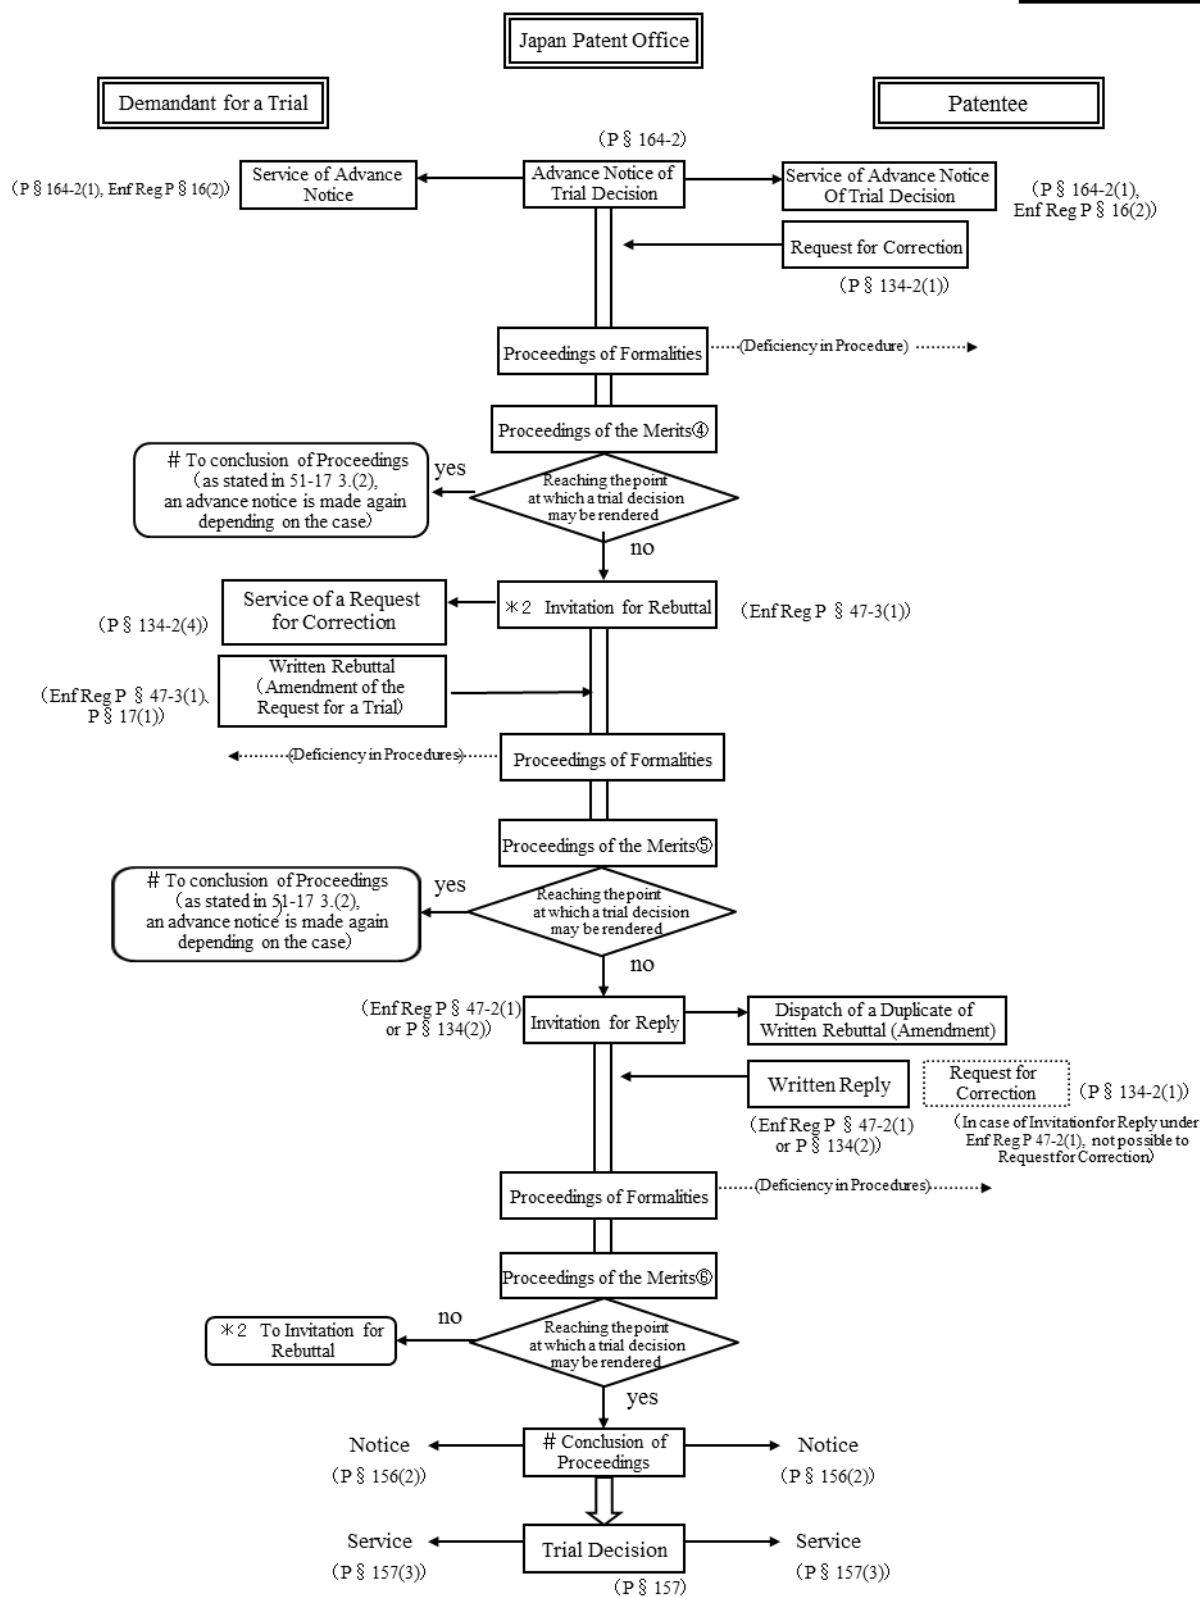 Japan Patent Office
Demandant for a Trial
Patentee
(P§164-2)
(P§164-2(1), Enf Reg P§16(2))
Service of Advance
Notice
Advance Notice of
Trial Decision
Service of Advance Notice
Of Trial Decision
(P§164-2(1),
Enf Reg P§16(2))
Request for Correction
(P§134-2(1))
Proceedings of Formalities
(Deficiency in Procedure)
Proceedings of the Merits④
# To conclusion of Proceedings
(as stated in 51-17 3.(2),
an advance notice is made again
depending on the case)
yes
Reaching the point
at which a trial decision
may be rendered
no
Service of a Request
for Correction
(P§134-2(4))
*2 Invitation for Rebuttal
(Enf Reg P §47-3(1))
Written Rebuttal
(Amendment of the
Request for a Trial)
(Enf Reg P §47-3(1)、
P§17(1))
(Deficiency in Procedures)
Proceedings of Formalities
Proceedings of the Merits⑤
# To conclusion of Proceedings
(as stated in 51-17 3.(2),
an advance notice is made again
depending on the case)
yes
Reaching the point
at which a trial decision
may be rendered
no
(Enf Reg P§47-2(1)
or P§134(2))
Invitation for Reply
Dispatch of a Duplicate of
Written Rebuttal (Amendment)
Written Reply
(Enf Reg P §47-2(1)
or P§134(2))
Request for
Correction
(P§134-2(1))
(In case of Invitation for Reply under
Enf Reg P 47-2(1), not possible to
Request for Correction)
Proceedings of Formalities
(Deficiency in Procedures)
Proceedings of the Merits⑥
*2 To Invitation for
Rebuttal
no
Reaching the point
at which a trial decision
may be rendered
yes
Notice
(P§156(2))
# Conclusion of
Proceedings
Notice
(P§156(2))
Service
(P§157(3))
Trial Decision
(P§157)
Service
(P§157(3))